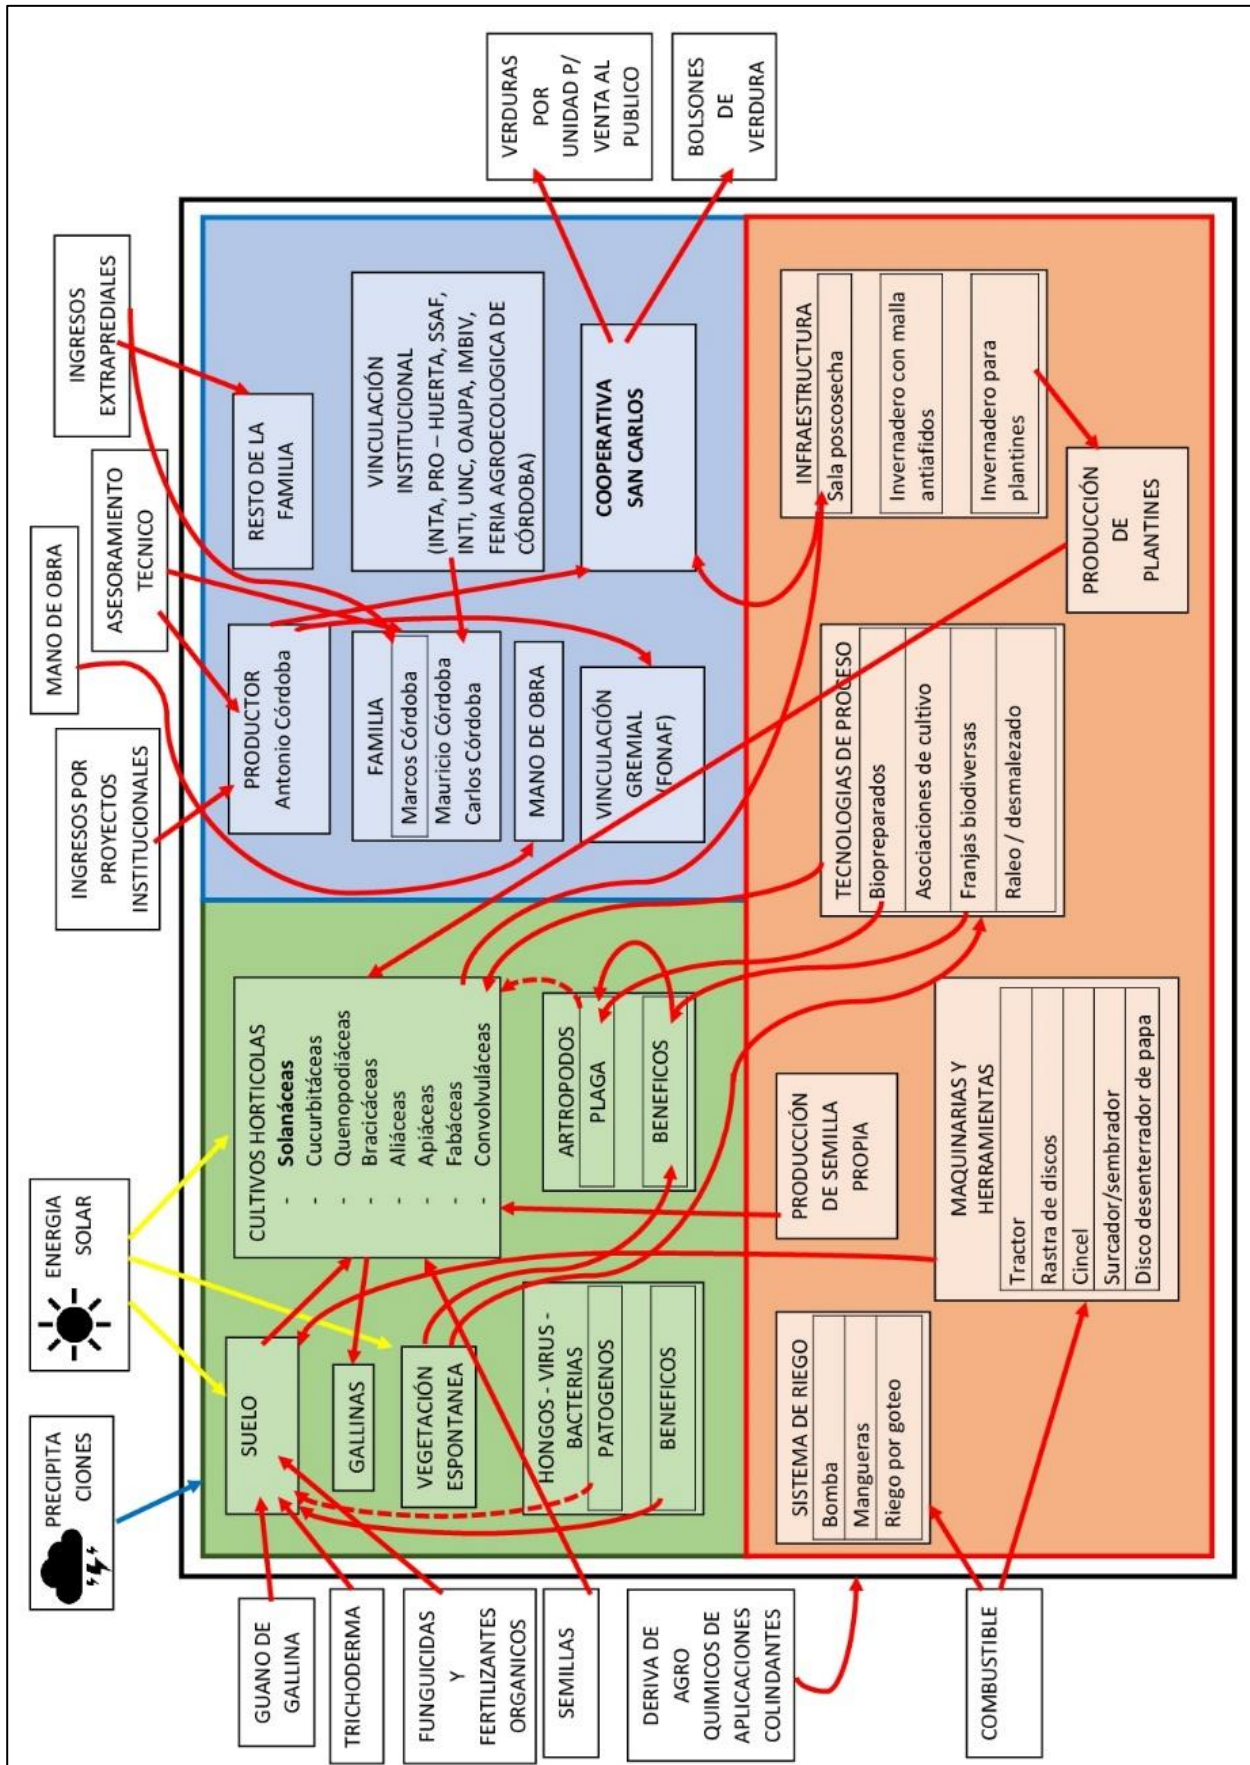 PRECIPITA
CIONES
ENERGIA
SOLAR
INGRESOS POR
PROYECTOS
INSTITUCIONALES
MANO DE OBRA
ASESORAMIENTO
TECNICO
INGRESOS
EXTRAPREDIALES
GUANO DE
GALLINA
TRICHODERMA
FUNGUICIDAS
Y
FERTILIZANTES
ORGANICOS
SEMILLAS
DERIVA DE
AGRO
QUIMICOS DE
APLICACIONES
COLINDANTES
COMBUSTIBLE
SUELO
GALLINAS
VEGETACIÓN
ESPONTANEA
HONGOS - VIRUS -
BACTERIAS
PATOGENOS
BENEFICOS
CULTIVOS HORTICOLAS
- Solanáceas
- Cucurbitáceas
- Quenopodiáceas
- Bracicáceas
- Aliáceas
- Apiáceas
- Fabáceas
- Convolvuláceas
ARTROPODOS
PLAGA
BENEFICOS
PRODUCTOR
Antonio Córdoba
FAMILIA
Marcos Córdoba
Mauricio Córdoba
Carlos Córdoba
MANO DE OBRA
VINCULACIÓN
GREMIAL
(FONAF)
RESTO DE LA
FAMILIA
VINCULACIÓN
INSTITUCIONAL
(INTA, PRO – HUERTA, SSAF,
INTI, UNC, OAUPA, IMBIV,
FERIA AGROECOLOGICA DE
CÓRDOBA)
COOPERATIVA
SAN CARLOS
VERDURAS
POR
UNIDAD P/
VENTA AL
PUBLICO
BOLSONES
DE
VERDURA
SISTEMA DE RIEGO
Bomba
Mangueras
Riego por goteo
PRODUCCIÓN
DE SEMILLA
PROPIA
MAQUINARIAS Y
HERRAMIENTAS
Tractor
Rastra de discos
Cincel
Surcador/sembrador
Disco desenterrador de papa
TECNOLOGIAS DE PROCESO
Biopreparados
Asociaciones de cultivo
Franjas biodiversas
Raleo / desmalezado
INFRAESTRUCTURA
Sala poscosecha
Invernadero con malla
antiafidos
Invernadero para
plantines
PRODUCCIÓN
DE
PLANTINES